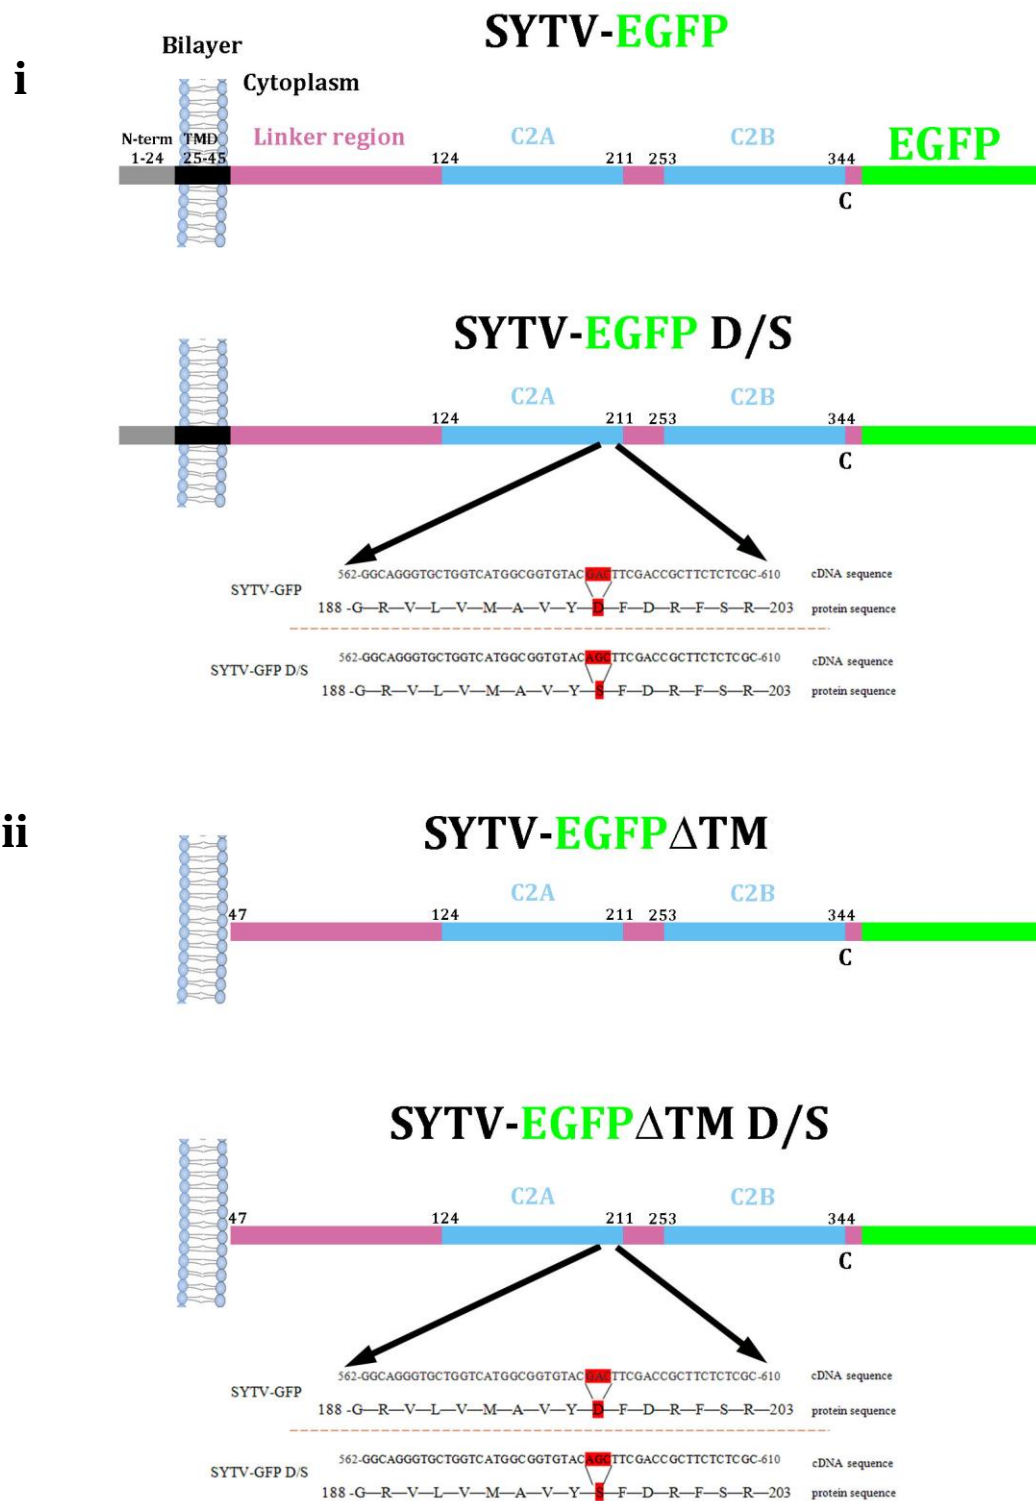 SYTV-EGFP
i
Bilayer
Cytoplasm
N-term TMD Linker region C2A C2B EGFP
1-24 25-45 124 211 253 344
C
SYTV-EGFP D/S
C2A C2B
124 211 253 344
C
562-GGCAGGGTGCTGGTCATGGCGGTGTACGACTTCGACCGCTTCTCTCGC-610 cDNA sequence
SYTV-GFP
188 -G—R—V—L—V—M—A—V—Y—D—F—D—R—F—S—R—203 protein sequence
562-GGCAGGGTGCTGGTCATGGCGGTGTACAGCTTCGACCGCTTCTCTCGC-610 cDNA sequence
SYTV-GFP D/S
188 -G—R—V—L—V—M—A—V—Y—S—F—D—R—F—S—R—203 protein sequence
ii
SYTV-EGFPΔTM
C2A C2B
47 124 211 253 344
C
SYTV-EGFPΔTM D/S
C2A C2B
47 124 211 253 344
C
562-GGCAGGGTGCTGGTCATGGCGGTGTACGACTTCGACCGCTTCTCTCGC-610 cDNA sequence
SYTV-GFP
188 -G—R—V—L—V—M—A—V—Y—D—F—D—R—F—S—R—203 protein sequence
562-GGCAGGGTGCTGGTCATGGCGGTGTACAGCTTCGACCGCTTCTCTCGC-610 cDNA sequence
SYTV-GFP D/S
188 -G—R—V—L—V—M—A—V—Y—S—F—D—R—F—S—R—203 protein sequence